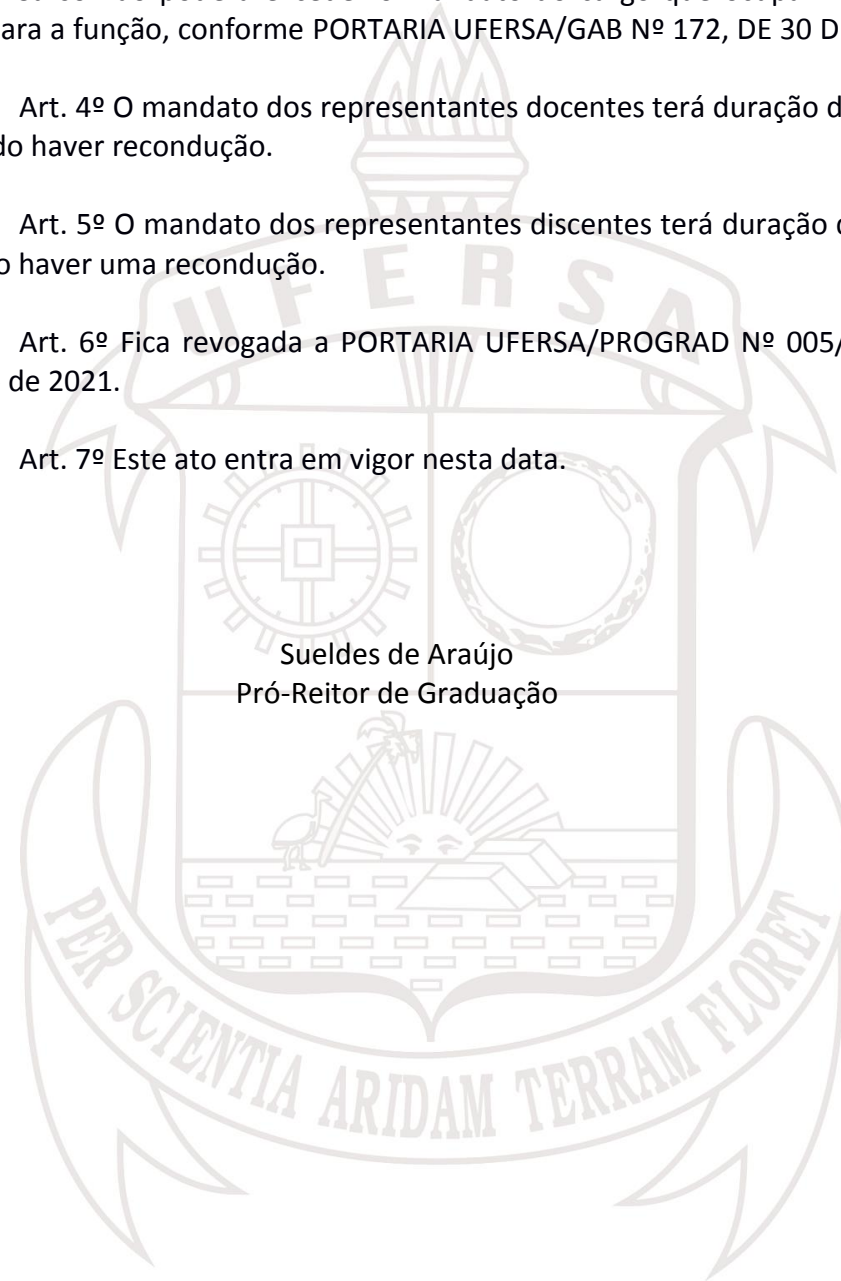 ara a função, conforme PORTARIA UFERSA/GAB Nº 172, DE 30 D
Art. 4º O mandato dos representantes docentes terá duração d
do haver recondução.
Art. 5º O mandato dos representantes discentes terá duração
o haver uma recondução.
Art. 6º Fica revogada a PORTARIA UFERSA/PROGRAD Nº 005/
de 2021.
Art. 7º Este ato entra em vigor nesta data.
UFERSA
Sueldes de Araújo
Pró-Reitor de Graduação
PER SCIENTIA ARIDAM TERRAM FLORET